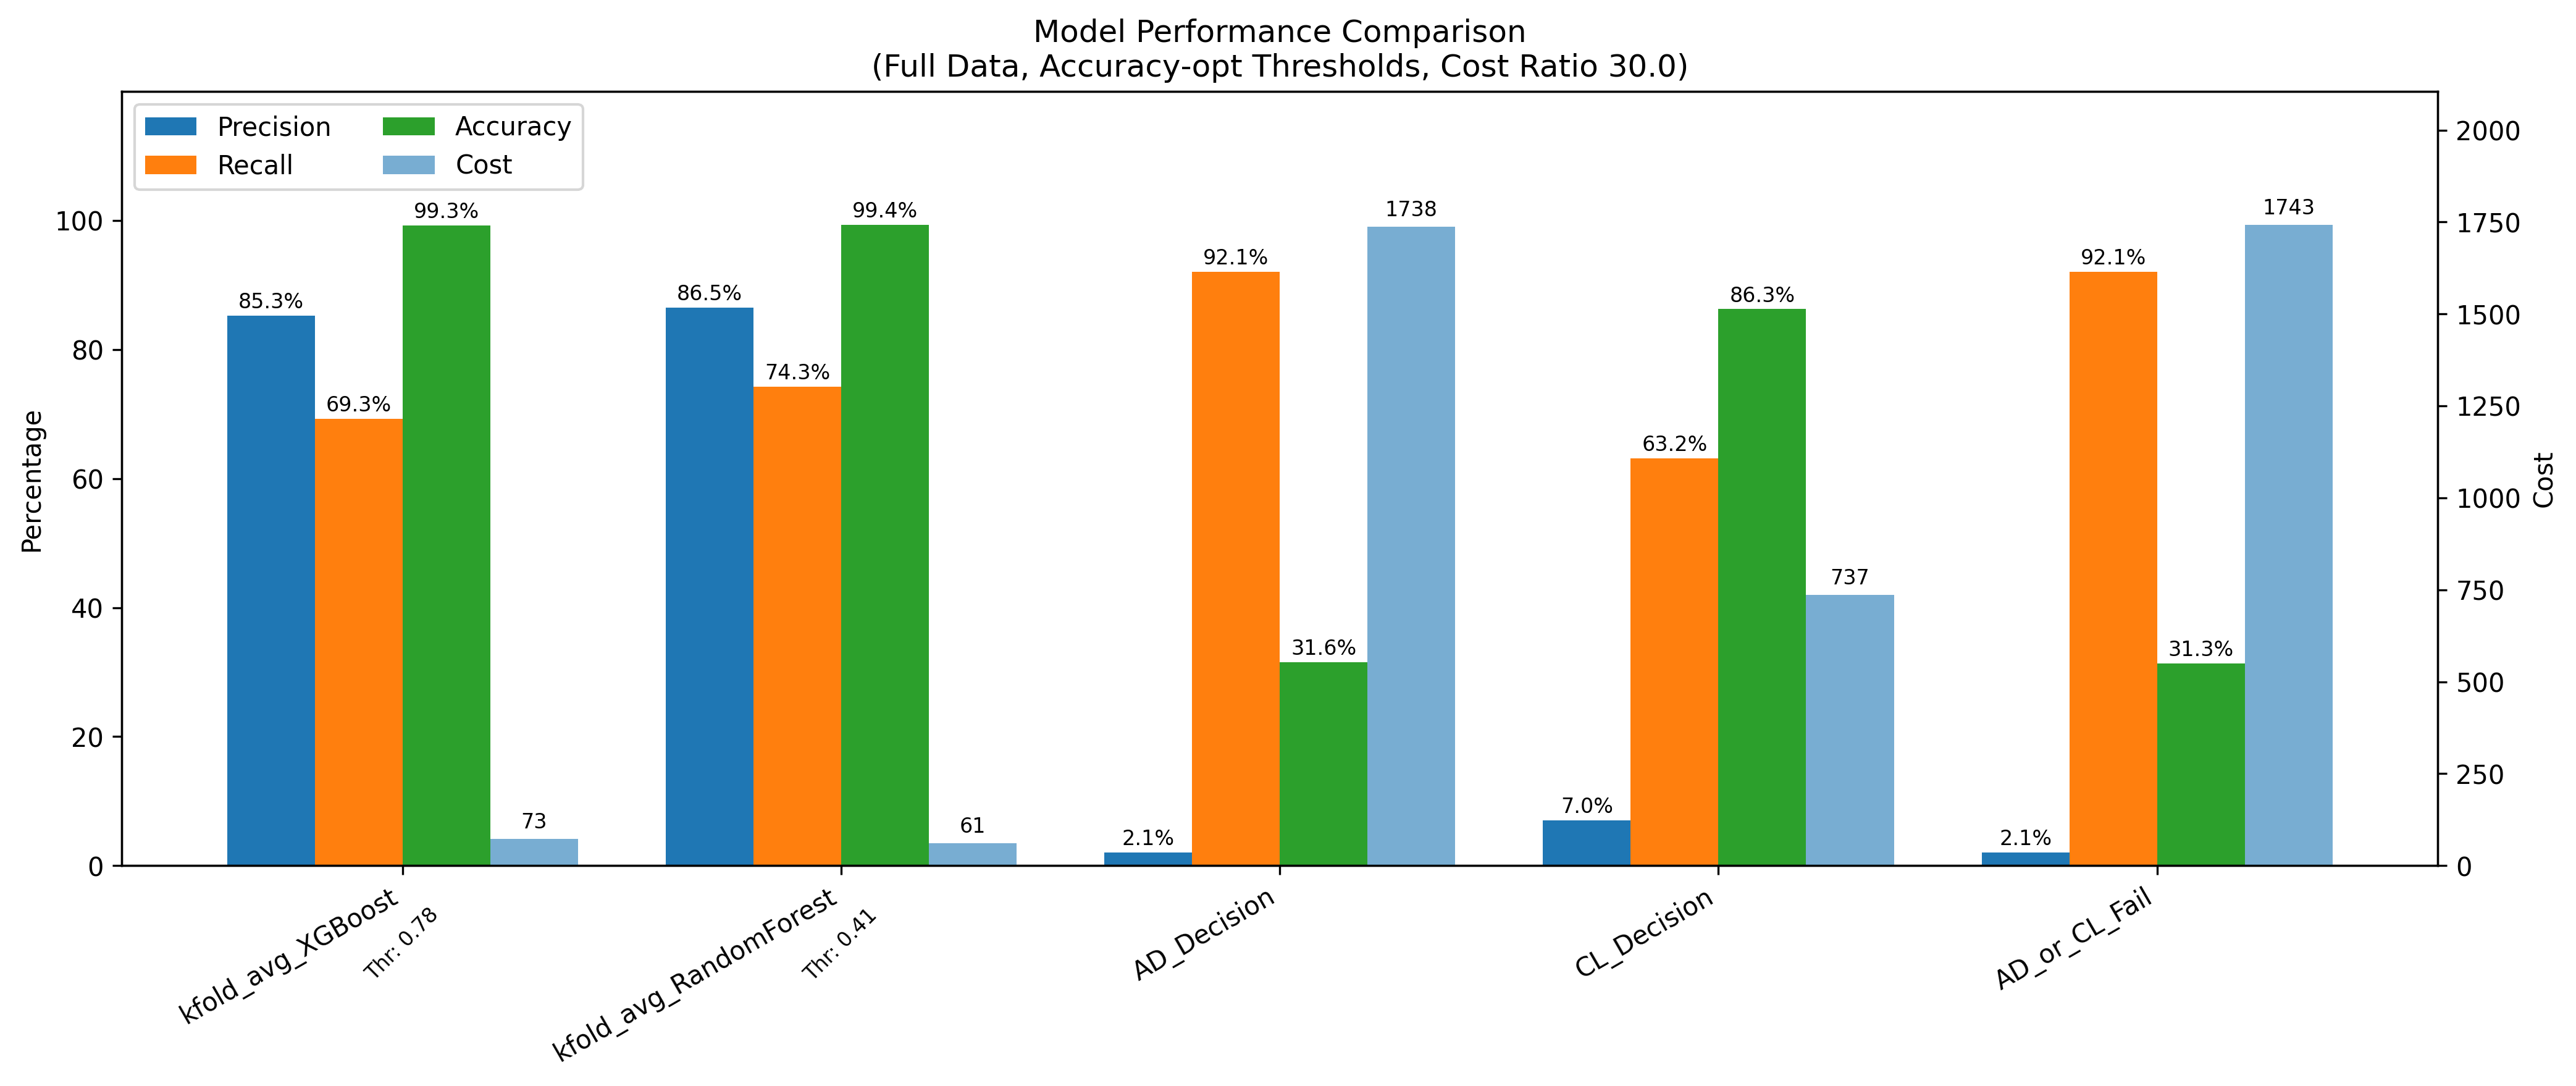 Model Performance Comparison
(Full Data, Accuracy-opt Thresholds, Cost Ratio 30.0)
Precision
Recall
Accuracy
Cost
Percentage
100
80
60
40
20
0
85.3%
69.3%
99.3%
73
86.5%
74.3%
99.4%
61
2.1%
92.1%
31.6%
1738
7.0%
63.2%
86.3%
737
2.1%
92.1%
31.3%
1743
2000
1750
1500
1250
1000
750
500
250
0
Cost
kfold_avg_XGBoost
Thr: 0.78
kfold_avg_RandomForest
Thr: 0.41
AD_Decision
CL_Decision
AD_or_CL_Fail